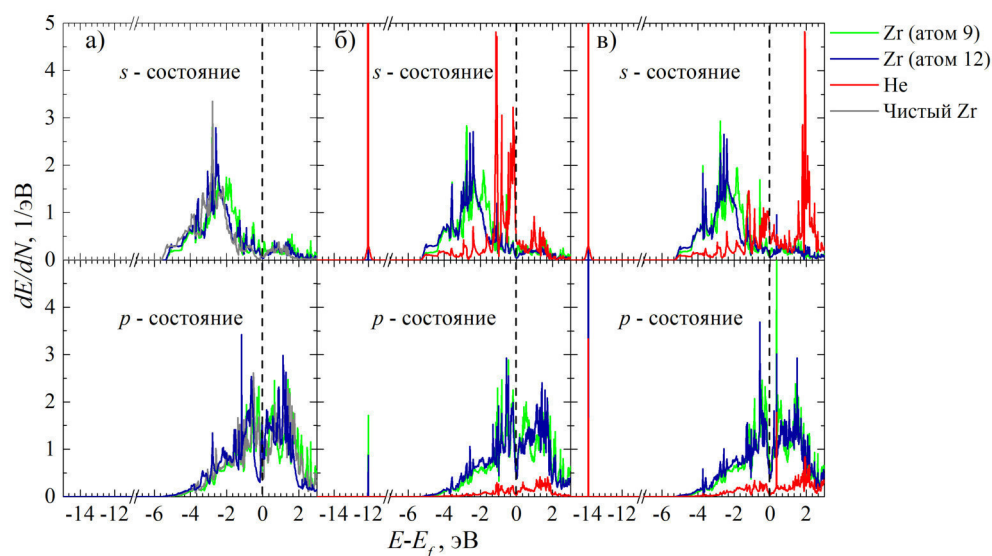 а)
б)
в)
s - состояние
s - состояние
s - состояние
Zr (атом 9)
Zr (атом 12)
He
Чистый Zr
5
4
3
2
1
0
dE/dN, 1/эВ
p - состояние
p - состояние
p - состояние
4
3
2
1
0
-14 -12 -6 -4 -2 0 2 -14 -12 -6 -4 -2 0 2 -14 -12 -6 -4 -2 0 2
E-Ef , эВ